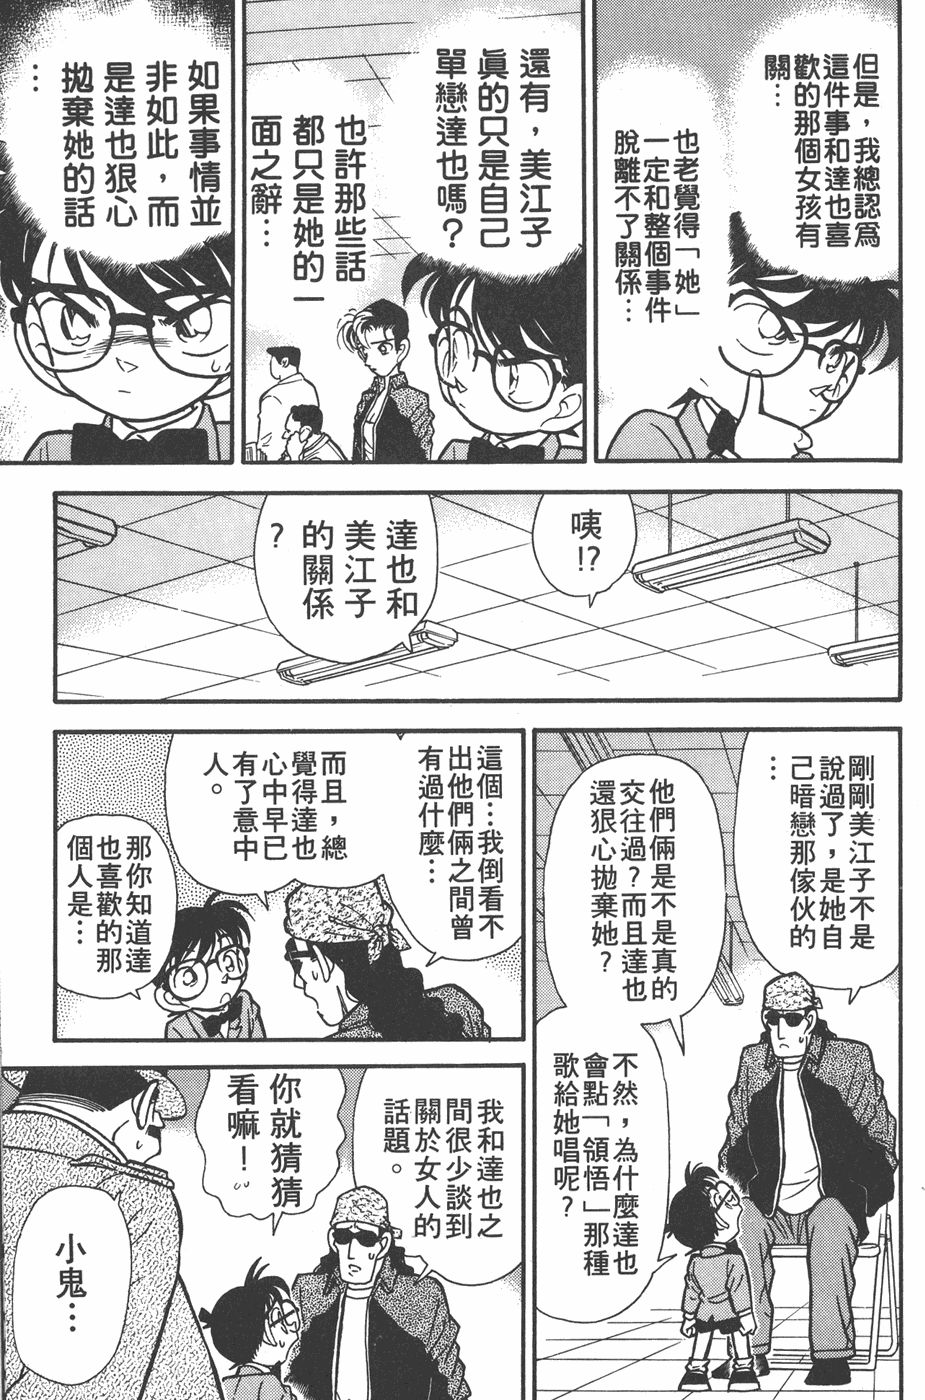 但是，我總認爲
這件事和達也喜
歡的那個女孩有
關…
也老覺得「她」
一定和整個事件
脫離不了關係…
還有，美江子
眞的只是自己
單戀達也嗎？
也許那些話
都只是她的一
面之辭…
如果事情並
非如此，而
是達也狠心
拋棄她的話
…
咦!?
達也和
美江子
的關係
？
剛剛美江子不是
說過了，是她自
己暗戀那傢伙的
…
他們倆是不是真的
交往過？而且達也
還狠心拋棄她？
不然，為什麼達也
會點「領悟」那種
歌給她唱呢？
這個…我倒看不
出他們倆之間曾
有過什麼…
而且，總
覺得達也
心中早已
有了意中
人。
那你知道達
也喜歡的那
個人是…
我和達也之
間很少談到
關於女人的
話題。
你就猜猜
看嘛！
小鬼…